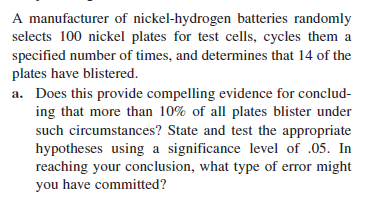 A manufacturer of nickel-hydrogen batteries randomly
selects 100 nickel plates for test cells, cycles them a
specified number of times, and determines that 14 of the
plates have blistered.
a. Does this provide compelling evidence for conclud-
ing that more than 10% of all plates blister under
such circumstances? State and test the appropriate
hypotheses using a significance level of .05. In
reaching your conclusion, what type of error might
you have committed?